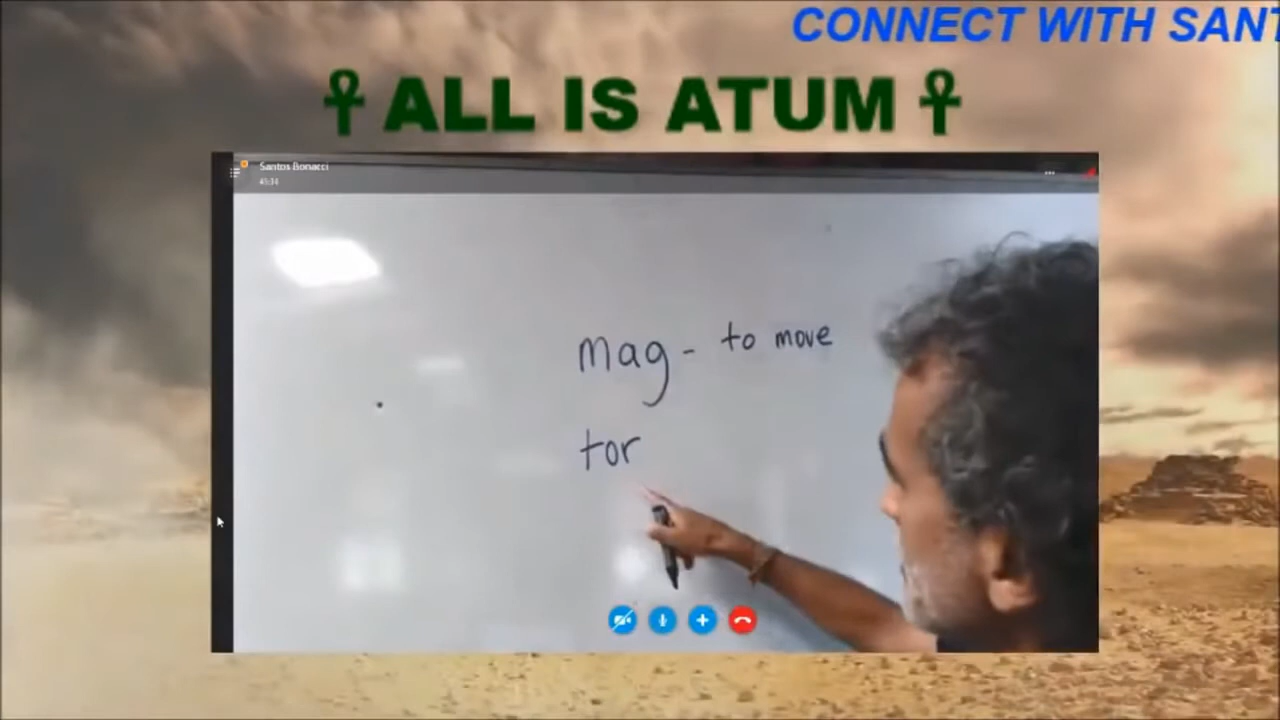 CONNECT WITH SANT
☥ ALL IS ATUM ☥
Santos Bonacci
mag - to move
tor